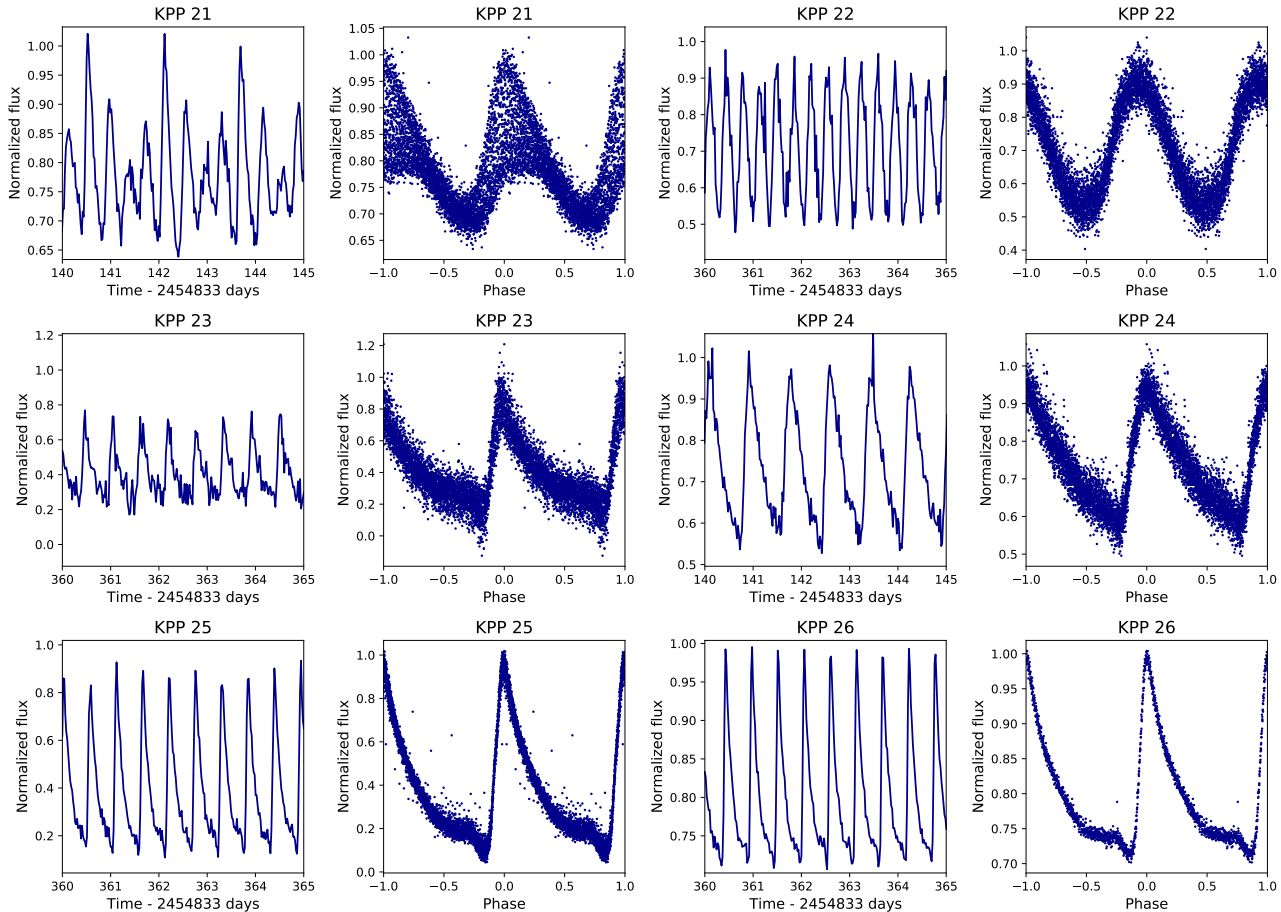 KPP 21
1.00
0.95
0.90
0.85
0.80
0.75
0.70
0.65
Normalized flux
140 141 142 143 144 145
Time - 2454833 days
KPP 21
1.05
1.00
0.95
0.90
0.85
0.80
0.75
0.70
0.65
Normalized flux
−1.0 −0.5 0.0 0.5 1.0
Phase
KPP 22
1.0
0.9
0.8
0.7
0.6
0.5
Normalized flux
360 361 362 363 364 365
Time - 2454833 days
KPP 22
1.0
0.9
0.8
0.7
0.6
0.5
0.4
Normalized flux
−1.0 −0.5 0.0 0.5 1.0
Phase
KPP 23
1.2
1.0
0.8
0.6
0.4
0.2
0.0
Normalized flux
360 361 362 363 364 365
Time - 2454833 days
KPP 23
1.2
1.0
0.8
0.6
0.4
0.2
0.0
Normalized flux
−1.0 −0.5 0.0 0.5 1.0
Phase
KPP 24
1.0
0.9
0.8
0.7
0.6
0.5
Normalized flux
140 141 142 143 144 145
Time - 2454833 days
KPP 24
1.0
0.9
0.8
0.7
0.6
0.5
Normalized flux
−1.0 −0.5 0.0 0.5 1.0
Phase
KPP 25
1.0
0.8
0.6
0.4
0.2
Normalized flux
360 361 362 363 364 365
Time - 2454833 days
KPP 25
1.0
0.8
0.6
0.4
0.2
0.0
Normalized flux
−1.0 −0.5 0.0 0.5 1.0
Phase
KPP 26
1.00
0.95
0.90
0.85
0.80
0.75
Normalized flux
360 361 362 363 364 365
Time - 2454833 days
KPP 26
1.00
0.95
0.90
0.85
0.80
0.75
0.70
Normalized flux
−1.0 −0.5 0.0 0.5 1.0
Phase